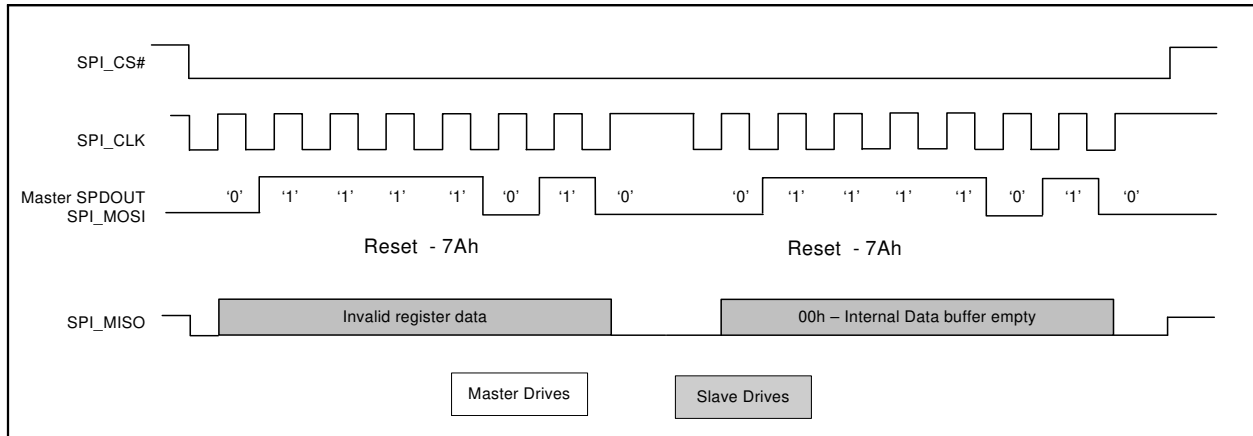 SPI_CS#
SPI_CLK
Master SPDOUT
SPI_MOSI
‘0’ ‘1’ ‘1’ ‘1’ ‘1’ ‘0’ ‘1’ ‘0’ ‘0’ ‘1’ ‘1’ ‘1’ ‘1’ ‘0’ ‘1’ ‘0’
Reset - 7Ah Reset - 7Ah
SPI_MISO
Invalid register data 00h – Internal Data buffer empty
Master Drives Slave Drives